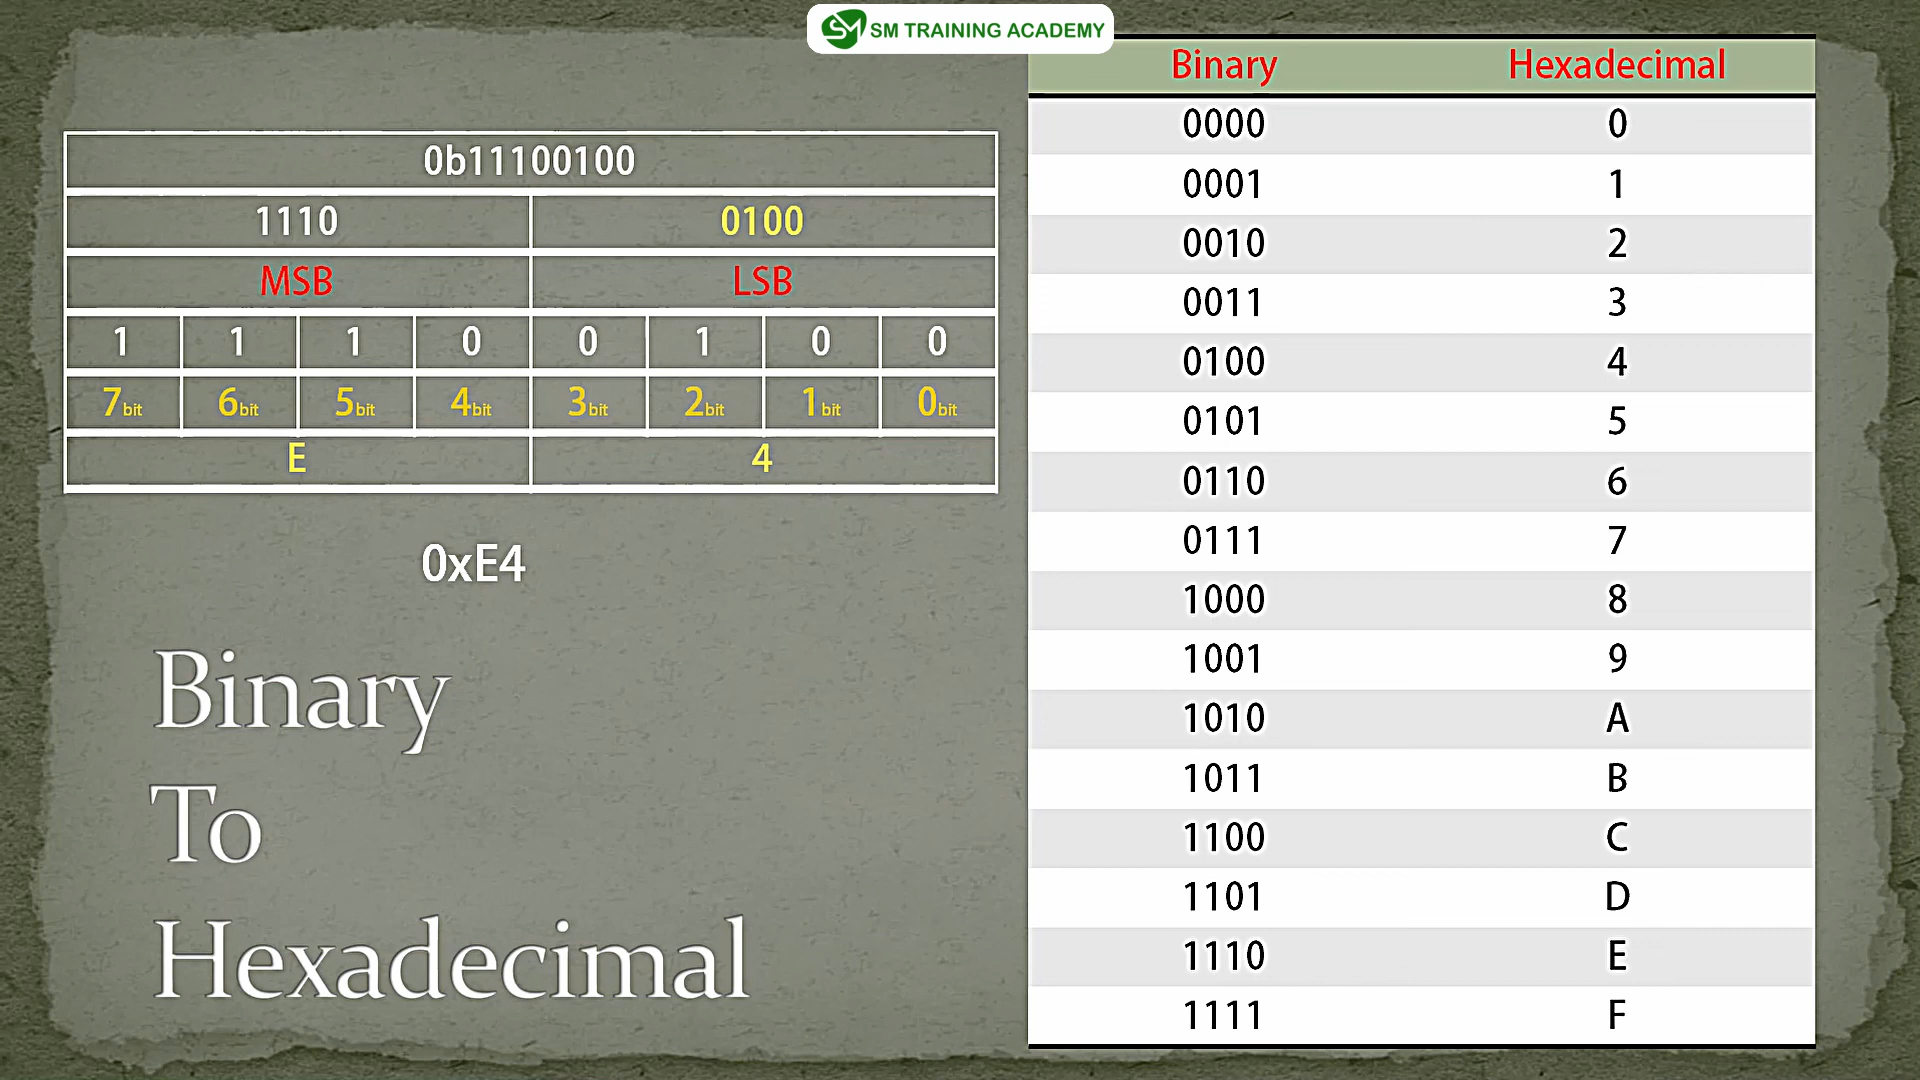 SM TRAINING ACADEMY
0b11100100
1110 0100
MSB LSB
1 1 1 0 0 1 0 0
7bit 6bit 5bit 4bit 3bit 2bit 1bit 0bit
E 4
0xE4
Binary
To
Hexadecimal
Binary Hexadecimal
0000 0
0001 1
0010 2
0011 3
0100 4
0101 5
0110 6
0111 7
1000 8
1001 9
1010 A
1011 B
1100 C
1101 D
1110 E
1111 F